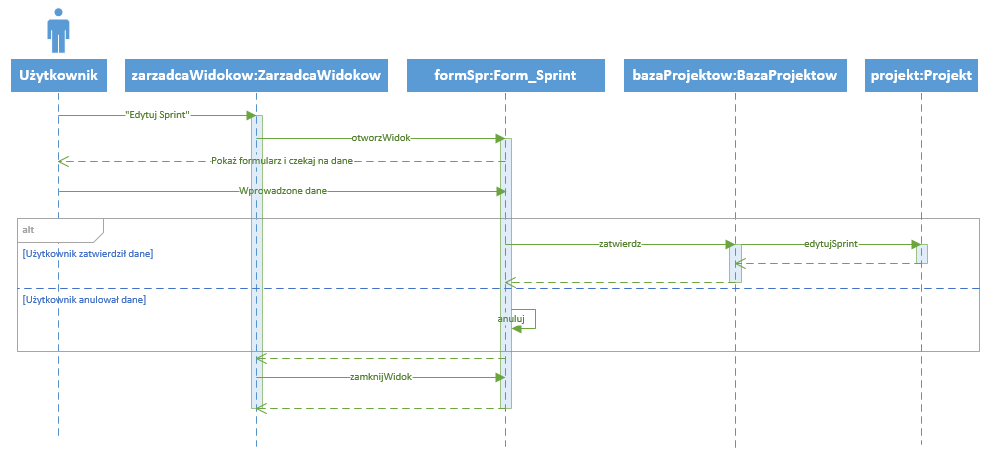 Użytkownik
zarzadcaWidokow:ZarzadcaWidokow
formSpr:Form_Sprint
bazaProjektow:BazaProjektow
projekt:Projekt
"Edytuj Sprint"
otworzWidok
Pokaż formularz i czekaj na dane
Wprowadzone dane
alt
zatwierdz
edytujSprint
[Użytkownik zatwierdził dane]
[Użytkownik anulował dane]
anuluj
zamknijWidok